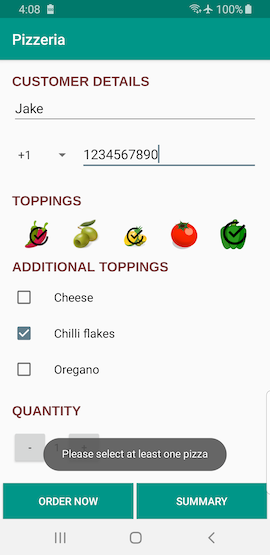 4:08 100%
Pizzeria
CUSTOMER DETAILS
Jake
+1 1234567890
TOPPINGS
ADDITIONAL TOPPINGS
Cheese
Chilli flakes
Oregano
QUANTITY
-
Please select at least one pizza
ORDER NOW SUMMARY